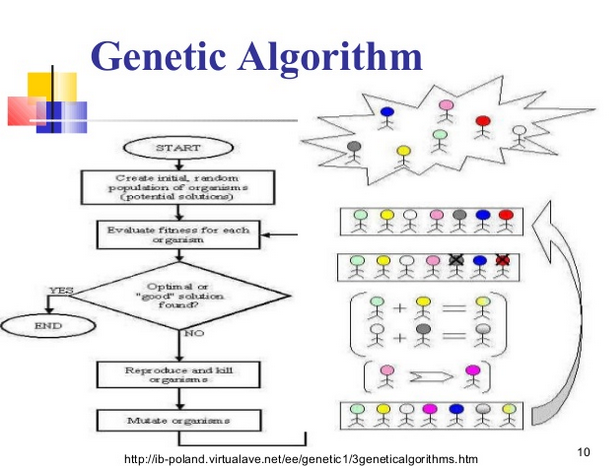 Genetic Algorithm
START
Create initial, random
population of organisms
(potential solutions)
Evaluate fitness for each
organism
Optimal or
"good" solution
found?
YES
END
NO
Reproduce and kill
organisms
Mutate organisms
+ =
+ =
http://ib-poland.virtualave.net/ee/genetic1/3geneticalgorithms.htm
10